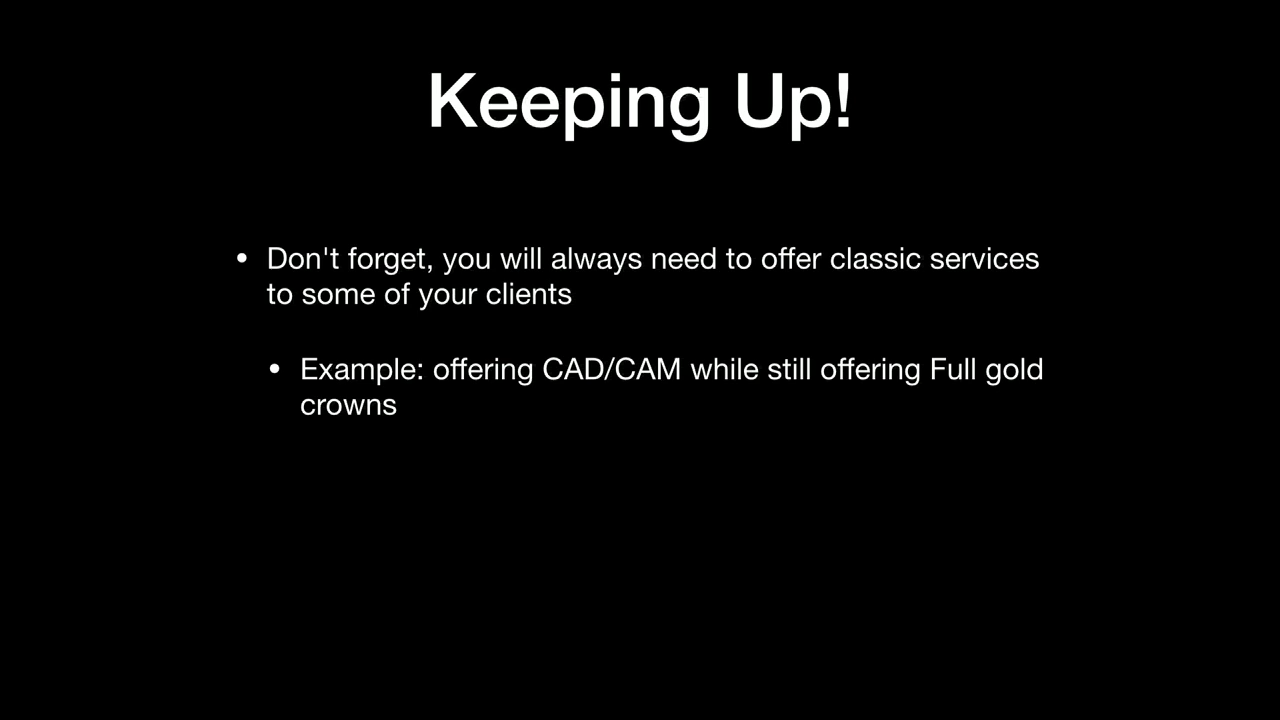 Keeping Up!
• Don't forget, you will always need to offer classic services
to some of your clients
• Example: offering CAD/CAM while still offering Full gold
crowns